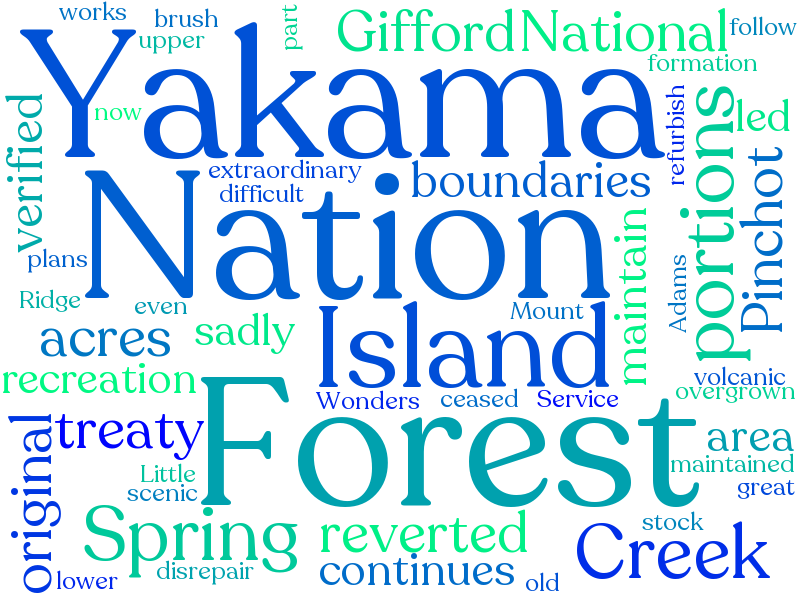 works
brush
upper
part
Gifford
National
follow
formation
Yakama
now
verified
extraordinary
difficult
boundaries
refurbish
portions
led
Nation
plans
Ridge
even
acres
sadly
Island
Mount
maintain
Adams
Pinchot
recreation
Wonders
ceased
Service
volcanic
overgrown
treaty
original
Forest
area
maintained
Little
scenic
great
Spring
reverted
stock
Creek
disrepair
continues
lower
old